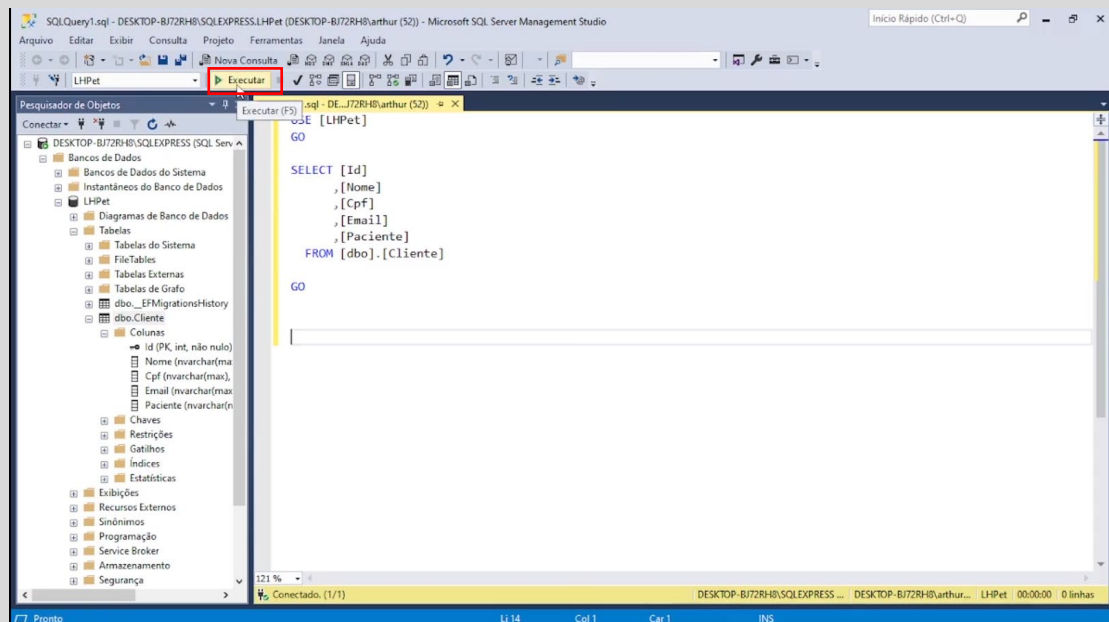 SQLQuery1.sql - DESKTOP-BJ72RH8\SQLEXPRESS.LHPet (DESKTOP-BJ72RH8\arthur (52)) - Microsoft SQL Server Management Studio
Início Rápido (Ctrl+Q)
Arquivo Editar Exibir Consulta Projeto Ferramentas Janela Ajuda
Nova Consulta
LHPet
Executar
Pesquisador de Objetos
.sql - DE...J72RH8\arthur (52))
Executar (F5)
Conectar
USE [LHPet]
GO
SELECT [Id]
,[Nome]
,[Cpf]
,[Email]
,[Paciente]
FROM [dbo].[Cliente]
GO
DESKTOP-BJ72RH8\SQLEXPRESS (SQL Serv
Bancos de Dados
Bancos de Dados do Sistema
Instantâneos do Banco de Dados
LHPet
Diagramas de Banco de Dados
Tabelas
Tabelas do Sistema
FileTables
Tabelas Externas
Tabelas de Grafo
dbo.__EFMigrationsHistory
dbo.Cliente
Colunas
Id (PK, int, não nulo)
Nome (nvarchar(ma
Cpf (nvarchar(max),
Email (nvarchar(max
Paciente (nvarchar(n
Chaves
Restrições
Gatilhos
Índices
Estatísticas
Exibições
Recursos Externos
Sinônimos
Programação
Service Broker
Armazenamento
Segurança
121 %
Conectado. (1/1)
DESKTOP-BJ72RH8\SQLEXPRESS ... DESKTOP-BJ72RH8\arthur... LHPet 00:00:00 0 linhas
Pronto
Li 14 Col 1 Car 1 INS